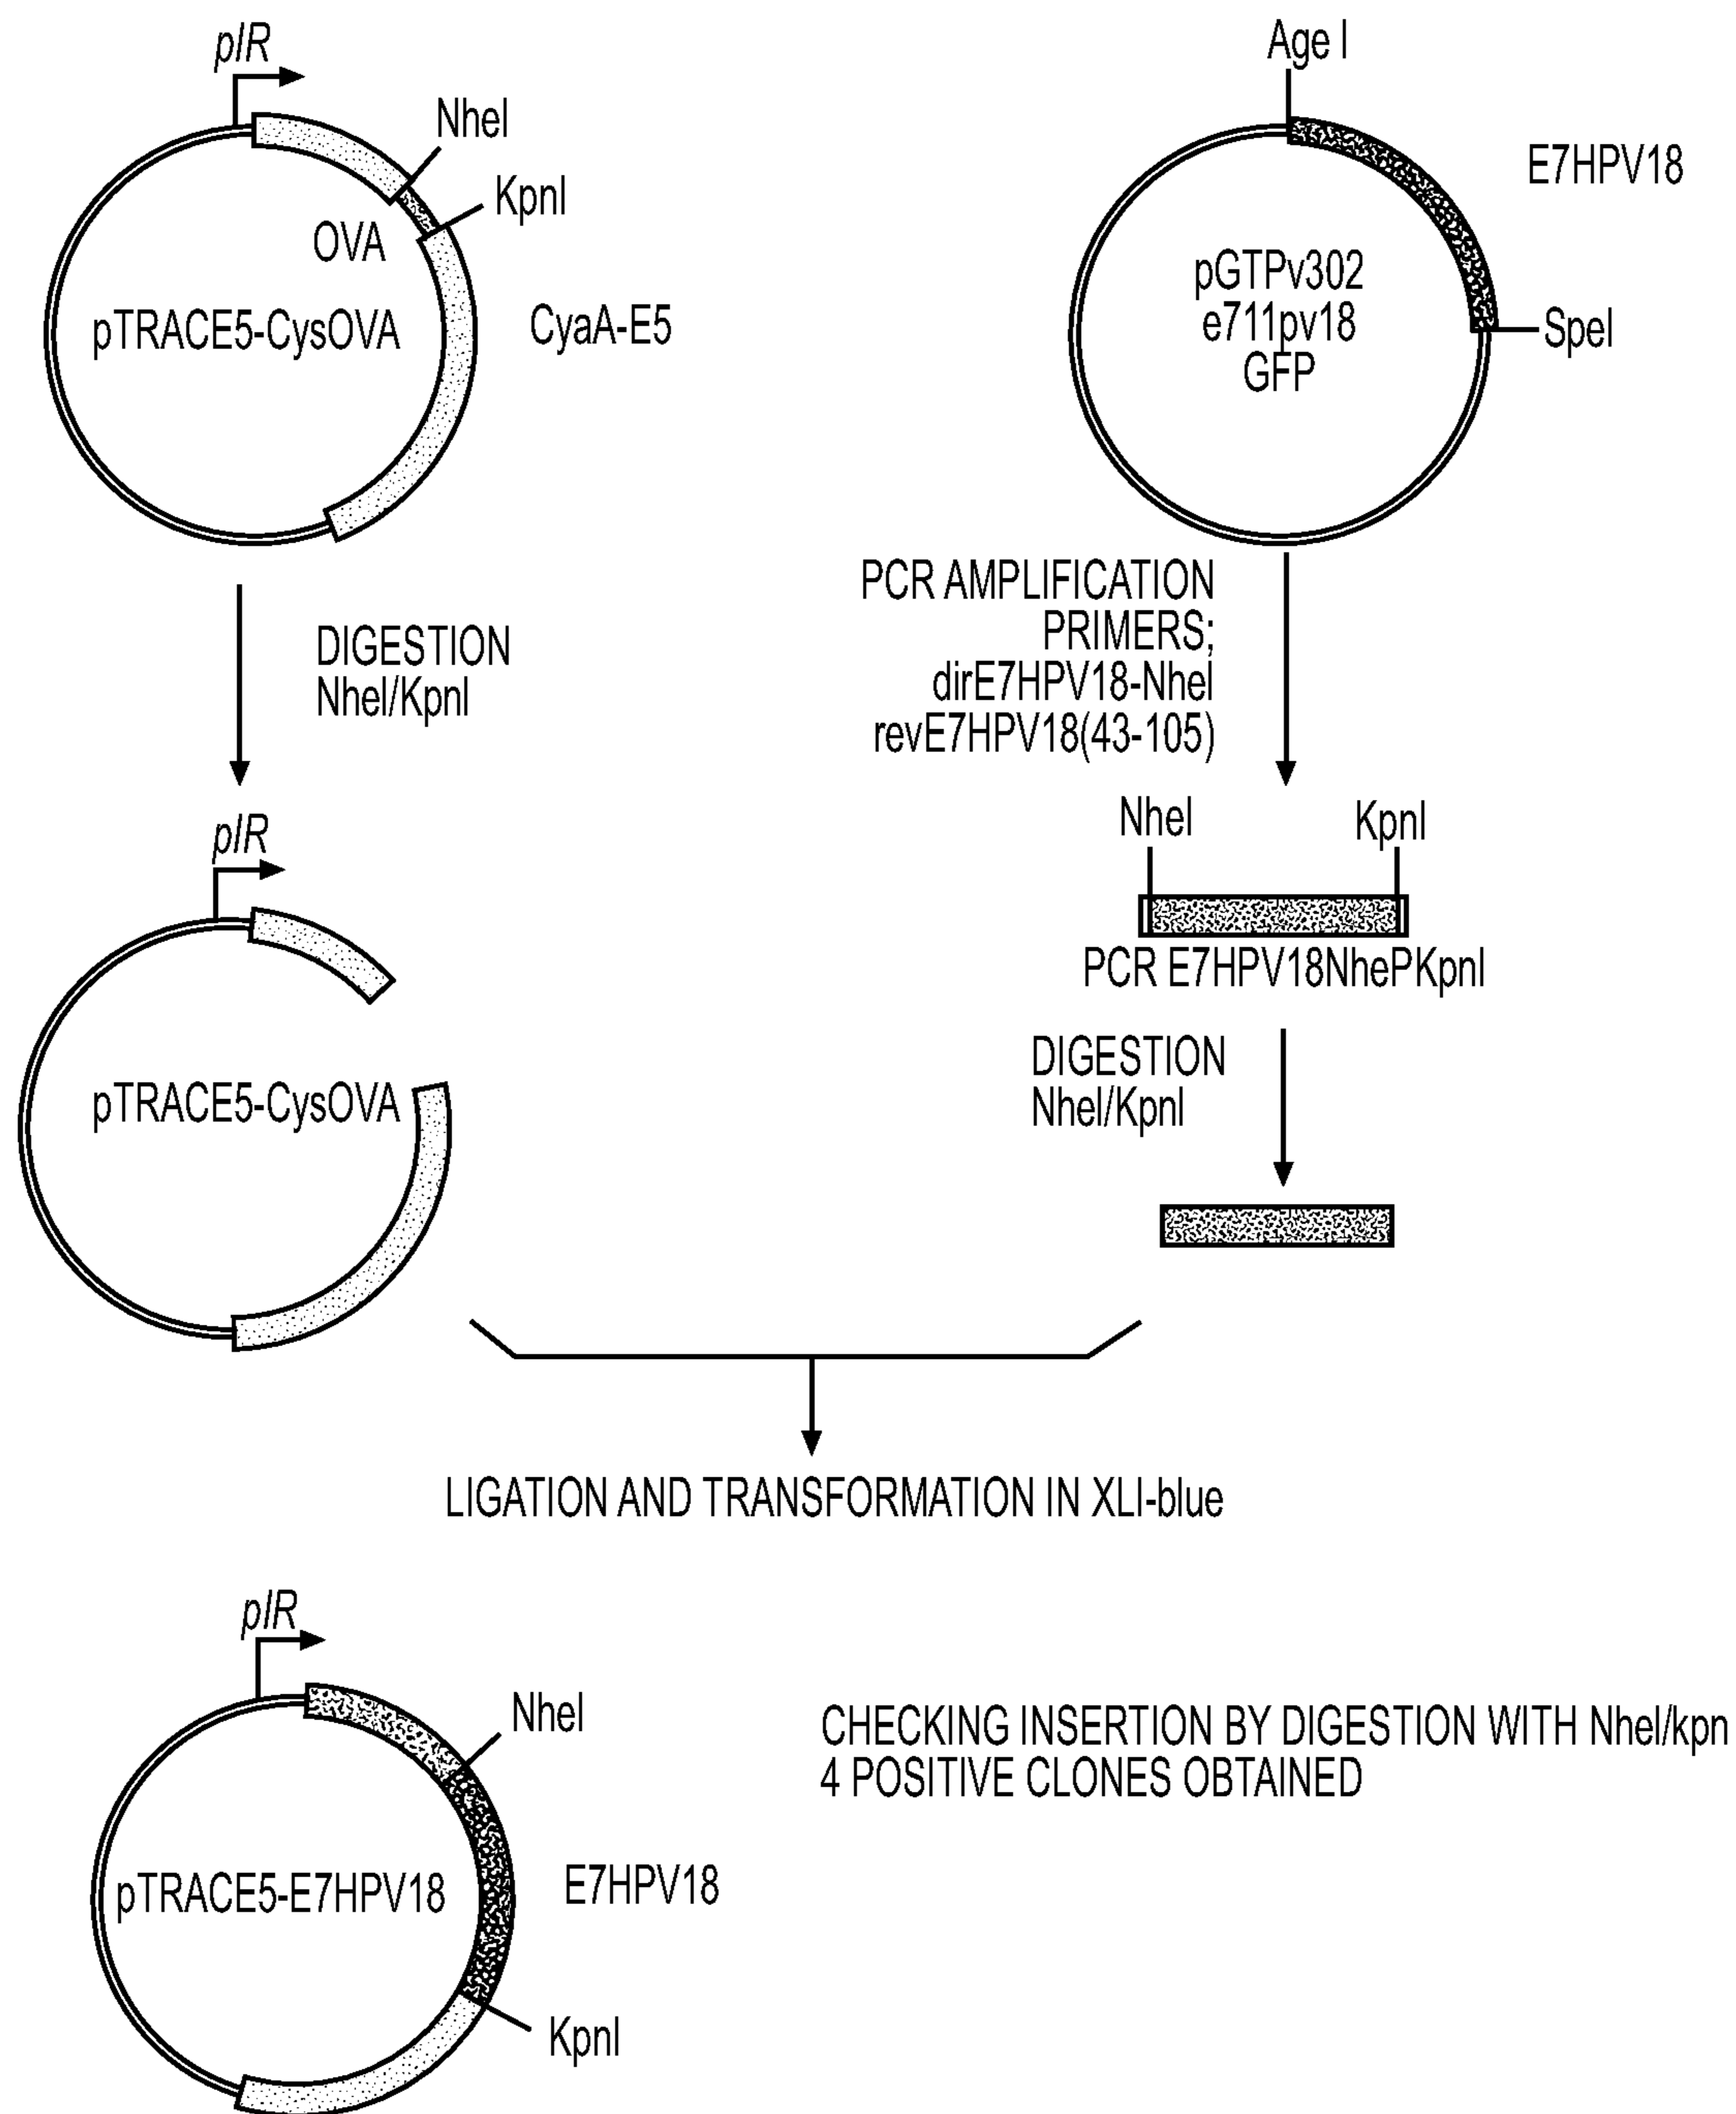 pIR
NheI
KpnI
OVA
pTRACE5-CysOVA
CyaA-E5
Age I
E7HPV18
pGTPv302
e711pv18
GFP
SpeI
DIGESTION
NheI/KpnI
PCR AMPLIFICATION
PRIMERS;
dirE7HPV18-NheI
revE7HPV18(43-105)
pIR
pTRACE5-CysOVA
NheI
KpnI
PCR E7HPV18NhePKpnI
DIGESTION
NheI/KpnI
LIGATION AND TRANSFORMATION IN XLI-blue
pIR
NheI
pTRACE5-E7HPV18
E7HPV18
KpnI
CHECKING INSERTION BY DIGESTION WITH NheI/kpn
4 POSITIVE CLONES OBTAINED